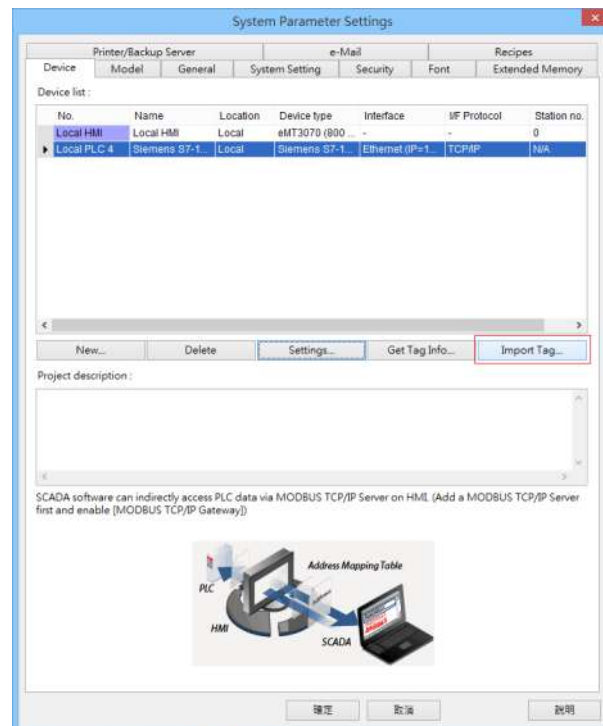 System Parameter Settings
Printer/Backup Server e-Mail Recipes
Device Model General System Setting Security Font Extended Memory
Device list :
No. Name Location Device type Interface I/F Protocol Station no.
Local HMI Local HMI Local eMT3070 (800 ... - - 0
Local PLC 4 Siemens S7-1... Local Siemens S7-1... Ethernet (IP=1... TCP/IP N/A
New... Delete Settings... Get Tag Info... Import Tag...
Project description :
SCADA software can indirectly access PLC data via MODBUS TCP/IP Server on HMI. (Add a MODBUS TCP/IP Server
first and enable [MODBUS TCP/IP Gateway])
Address Mapping Table
PLC
HMI
SCADA
確定 取消 說明